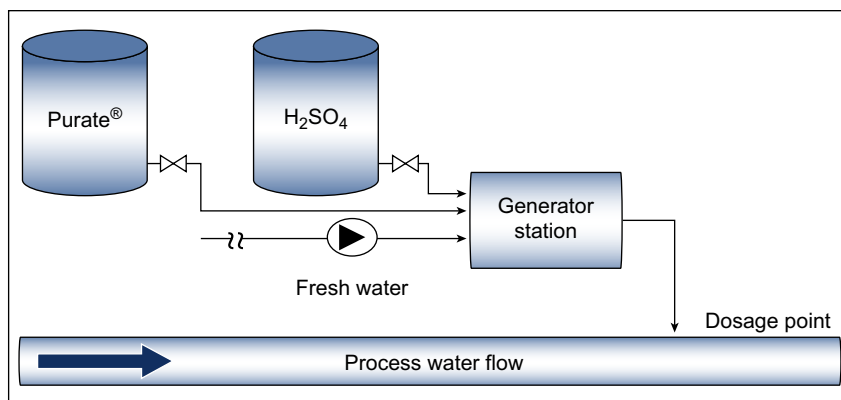 Purate®
H₂SO₄
Generator
station
Fresh water
Dosage point
Process water flow